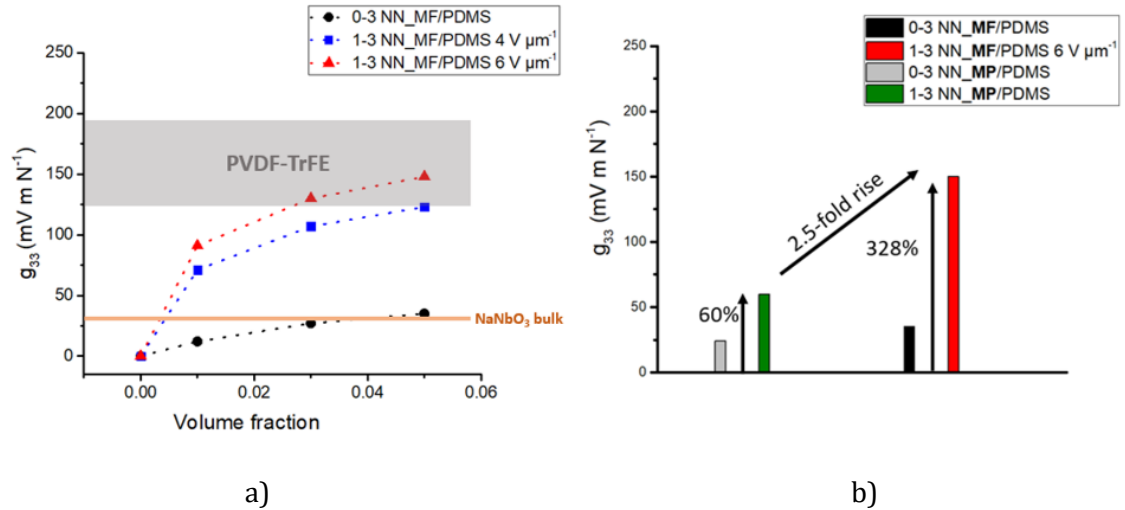 0-3 NN_MF/PDMS
1-3 NN_MF/PDMS 4 V µm⁻¹
1-3 NN_MF/PDMS 6 V µm⁻¹
250
200
150
100
50
0
g₃₃ (mV m N⁻¹)
PVDF-TrFE
NaNbO₃ bulk
0.00
0.02
0.04
0.06
Volume fraction
a)
0-3 NN_MF/PDMS
1-3 NN_MF/PDMS 6 V µm⁻¹
0-3 NN_MP/PDMS
1-3 NN_MP/PDMS
250
200
150
100
50
0
g₃₃ (mV m N⁻¹)
2.5-fold rise
328%
60%
b)